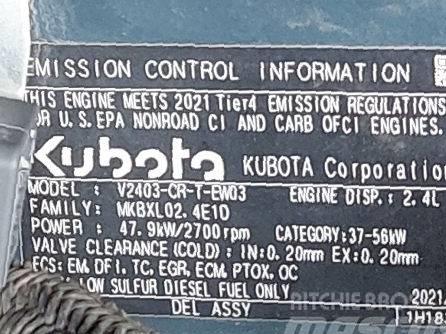 EMISSION CONTROL INFORMATION
THIS ENGINE MEETS 2021 Tier4 EMISSION REGULATIONS
OR U.S.EPA NONROAD CI AND CARB OFCI ENGINES.
Kubota KUBOTA Corporation
MODEL : V2403-CR-T-EW03 ENGINE DISP.: 2.4L
FAMILY: MKBXL02.4E1D
POWER : 47.9kW/2700rpm CATEGORY:37-56kW
VALVE CLEARANCE(COLD): IN:0.20mm EX:0.20mm
ECS: EM, DFI, TC, EGR, ECM, PTOX, OC
LOW SULFUR DIESEL FUEL ONLY 2021.
DEL ASSY 1H18
RITCHIE BRO